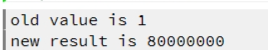 old value is 1
new result is 80000000